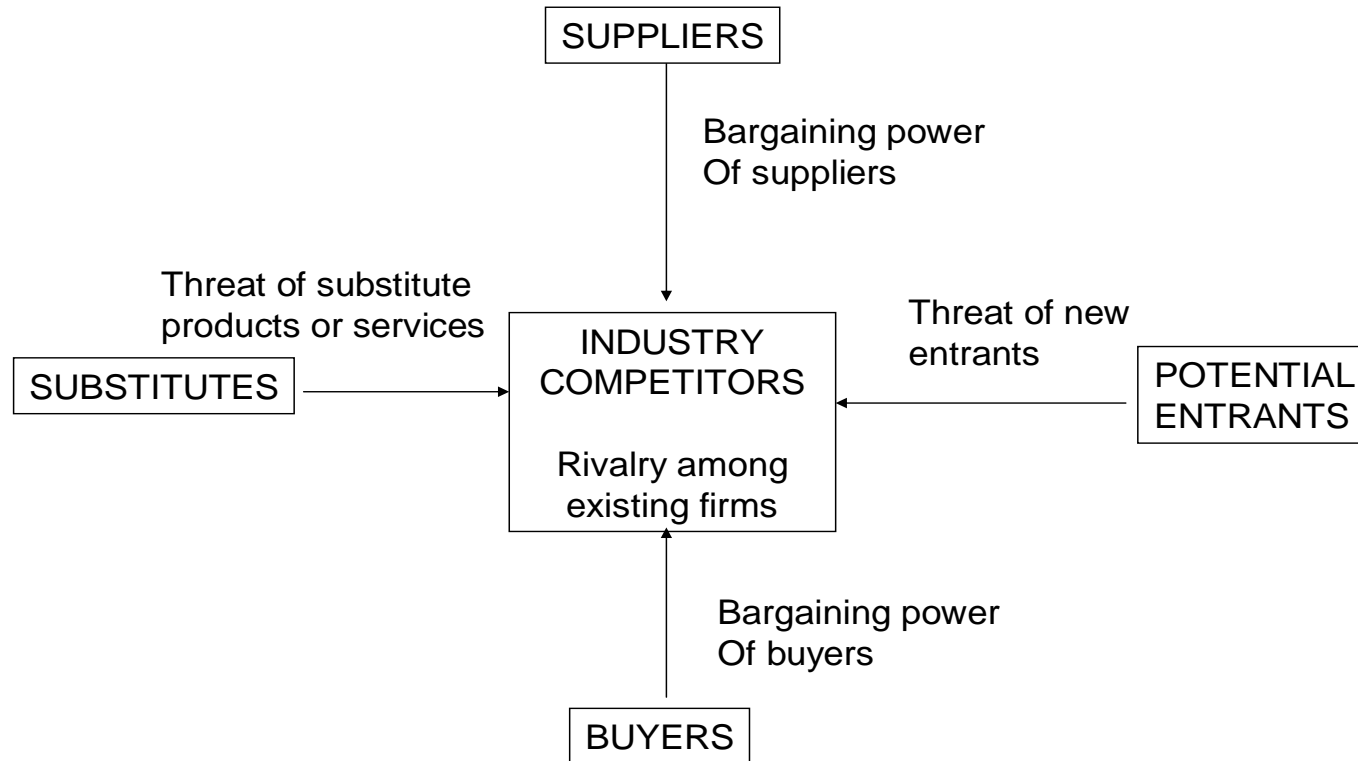 SUPPLIERS
Bargaining power
Of suppliers
Threat of substitute
products or services
SUBSTITUTES
INDUSTRY
COMPETITORS
Rivalry among
existing firms
Threat of new
entrants
POTENTIAL
ENTRANTS
Bargaining power
Of buyers
BUYERS